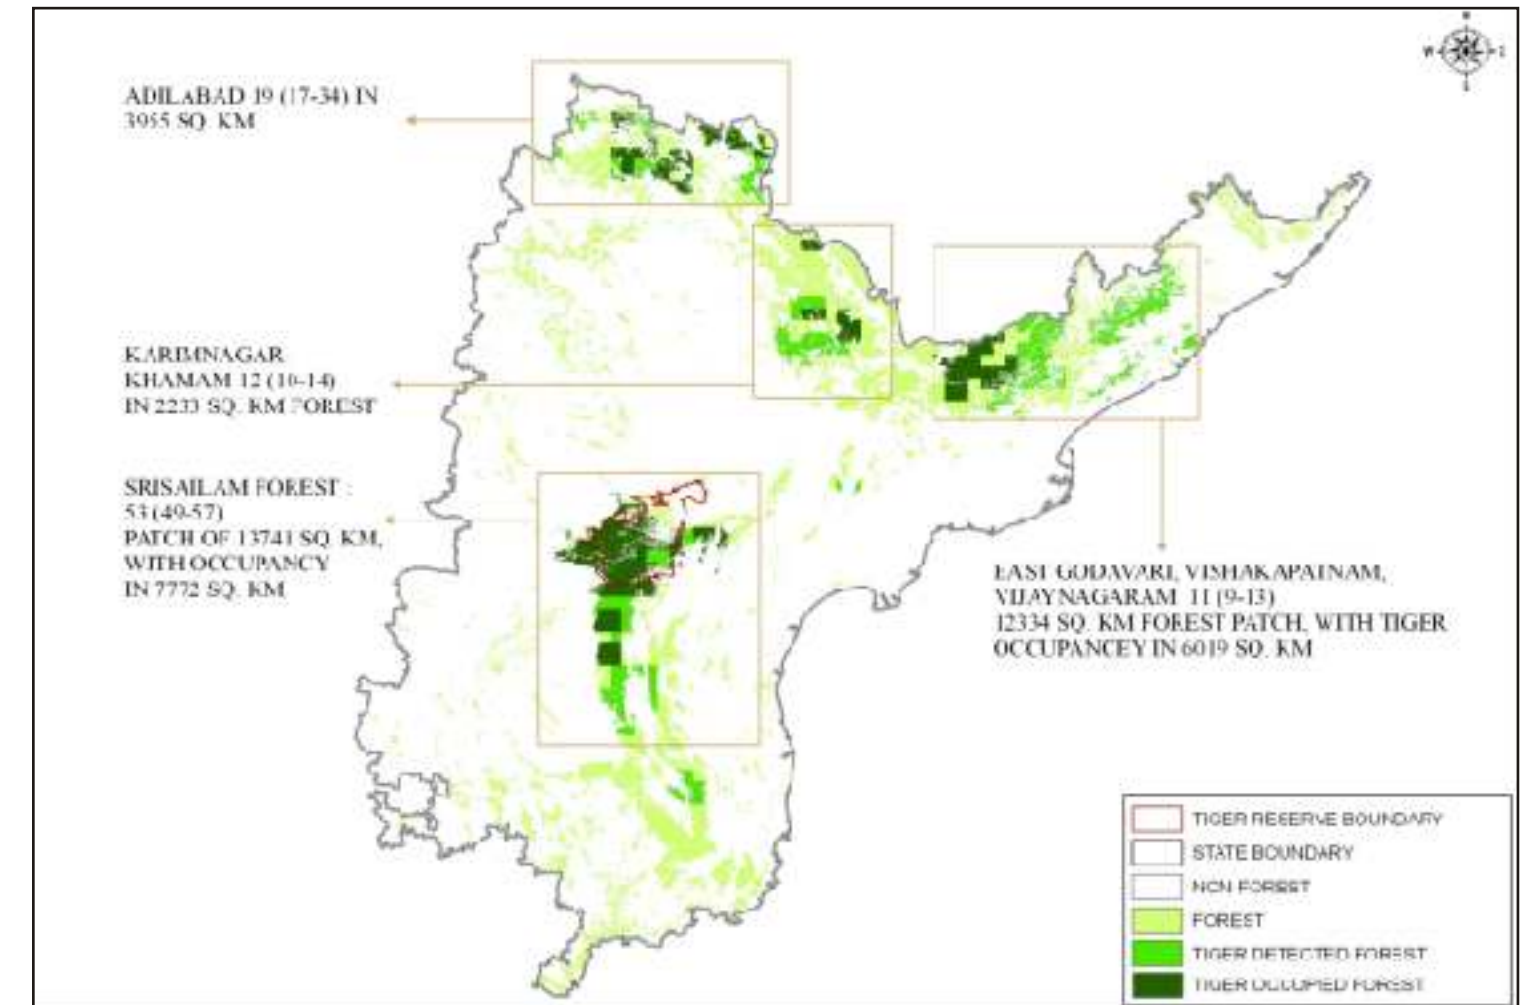 N
W
E
S
ADILABAD 19 (17-34) IN
3955 SQ. KM
KARIMNAGAR
KHAMAM 12 (10-14)
IN 2233 SQ. KM FOREST
SRISAILAM FOREST :
53 (49-57)
PATCH OF 13741 SQ. KM,
WITH OCCUPANCY
IN 7772 SQ. KM
EAST GODAVARI, VISHAKAPATNAM,
VIJAYNAGARAM 11 (9-13)
12334 SQ. KM FOREST PATCH, WITH TIGER
OCCUPANCEY IN 6019 SQ. KM
TIGER RESERVE BOUNDARY
STATE BOUNDARY
NON FOREST
FOREST
TIGER DETECTED FOREST
TIGER OCCUPIED FOREST